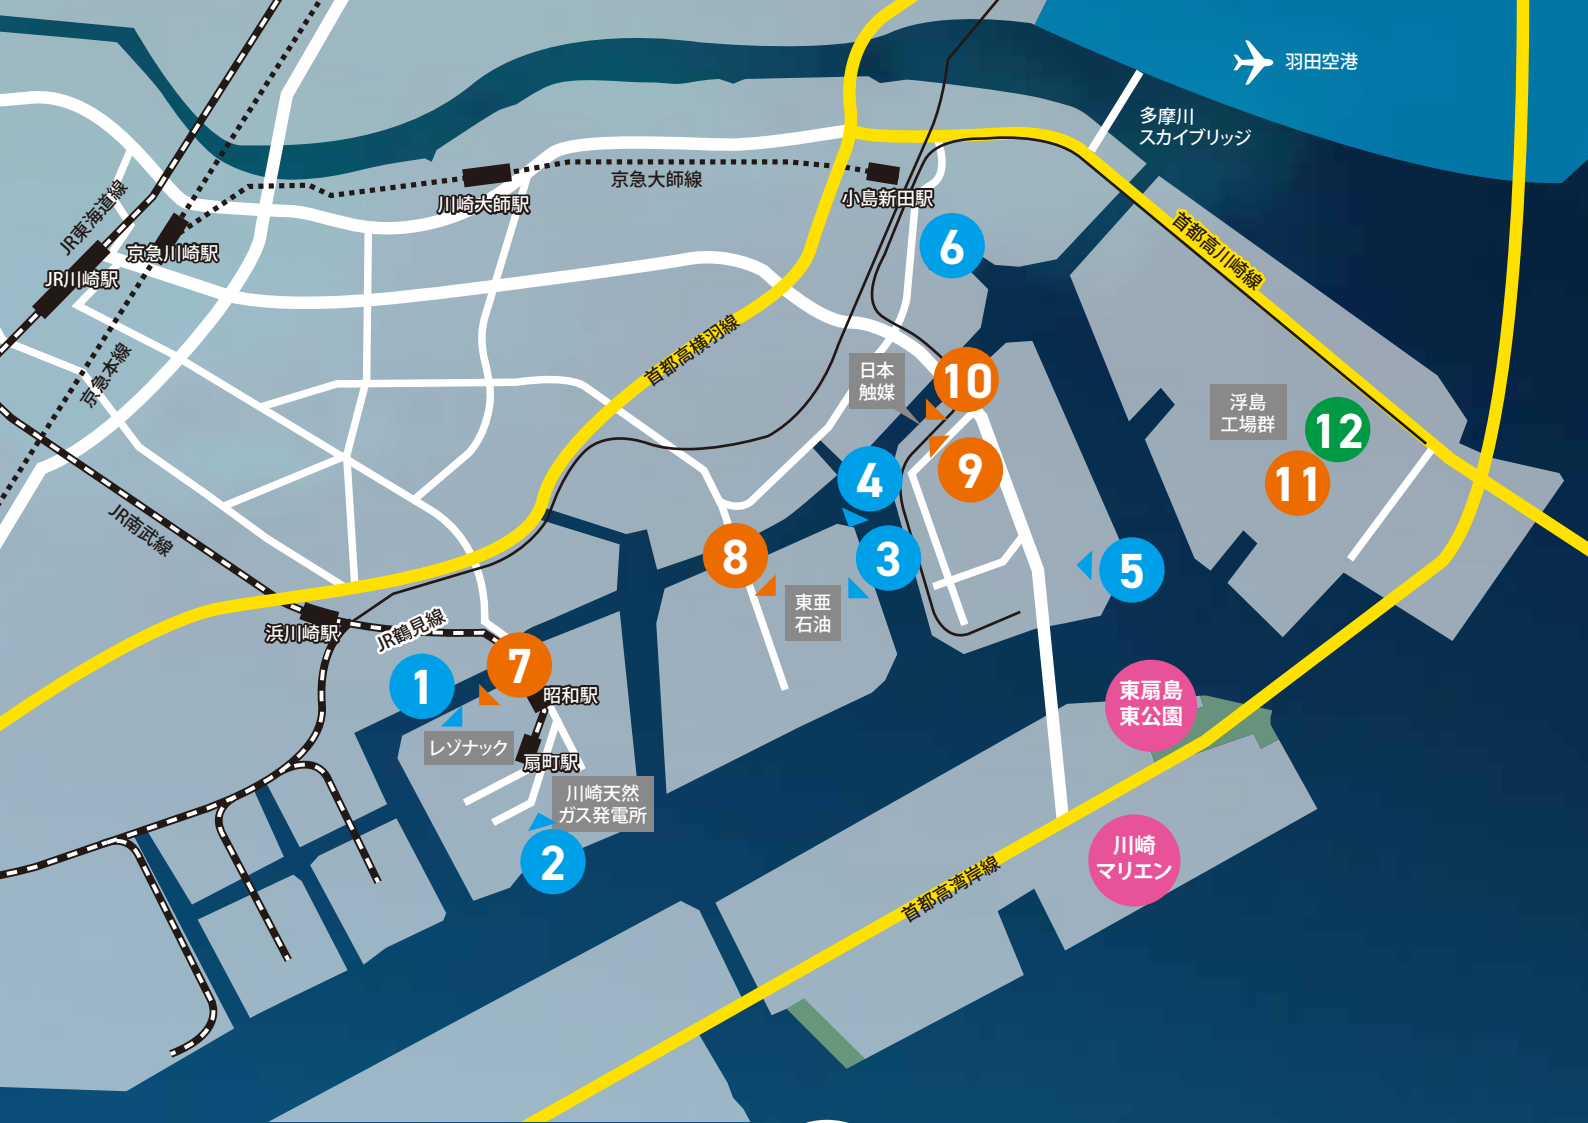 羽田空港
多摩川
スカイブリッジ
京急大師線
川崎大師駅
小島新田駅
JR東海道線
京急川崎駅
JR川崎駅
首都高川崎線
6
首都高横羽線
京急本線
日本
触媒
10
浮島
工場群
12
11
9
4
JR南武線
8
3
5
東亜
石油
浜川崎駅
JR鶴見線
7
1
昭和駅
東扇島
東公園
レゾナック
扇町駅
川崎天然
ガス発電所
2
川崎
マリエン
首都高湾岸線